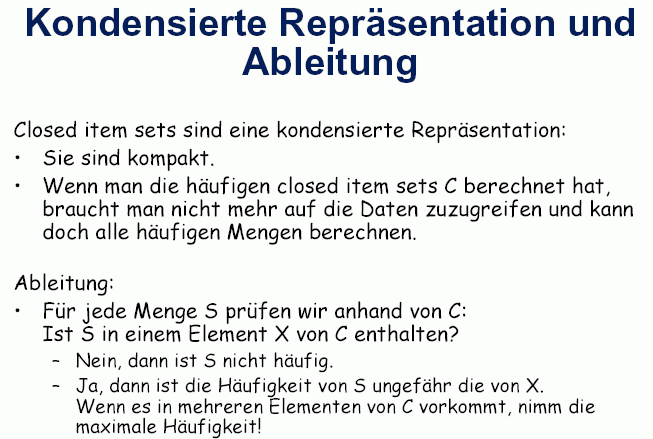 Kondensierte Repräsentation und
Ableitung
Closed item sets sind eine kondensierte Repräsentation:
• Sie sind kompakt.
• Wenn man die häufigen closed item sets C berechnet hat,
braucht man nicht mehr auf die Daten zuzugreifen und kann
doch alle häufigen Mengen berechnen.
Ableitung:
• Für jede Menge S prüfen wir anhand von C:
Ist S in einem Element X von C enthalten?
– Nein, dann ist S nicht häufig.
– Ja, dann ist die Häufigkeit von S ungefähr die von X.
Wenn es in mehreren Elementen von C vorkommt, nimm die
maximale Häufigkeit!